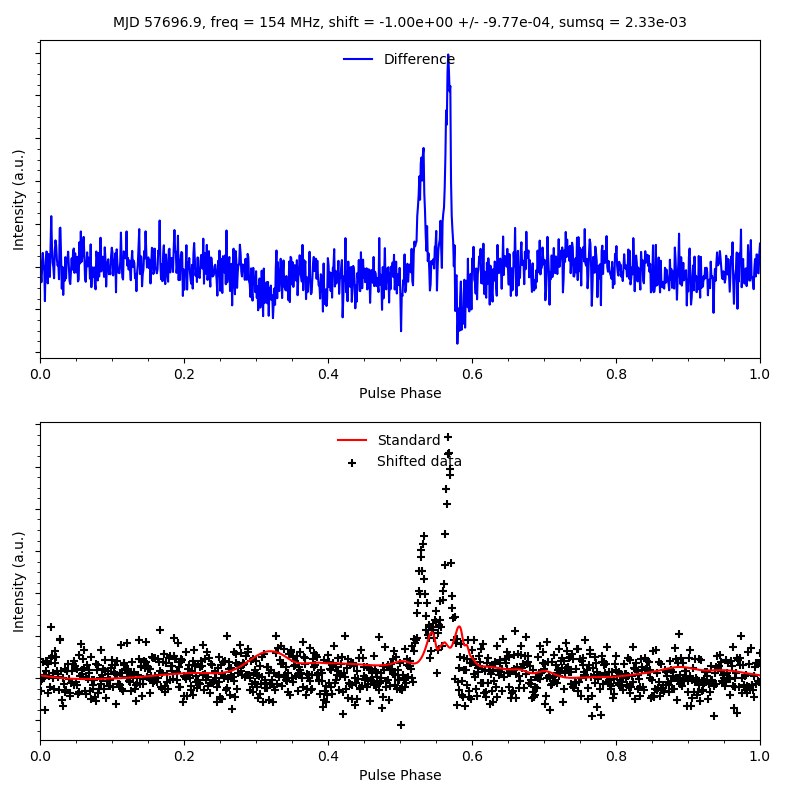 MJD 57696.9, freq = 154 MHz, shift = -1.00e+00 +/- -9.77e-04, sumsq = 2.33e-03
Difference
Intensity (a.u.)
0.0 0.2 0.4 0.6 0.8 1.0
Pulse Phase
Standard
Shifted data
Intensity (a.u.)
0.0 0.2 0.4 0.6 0.8 1.0
Pulse Phase